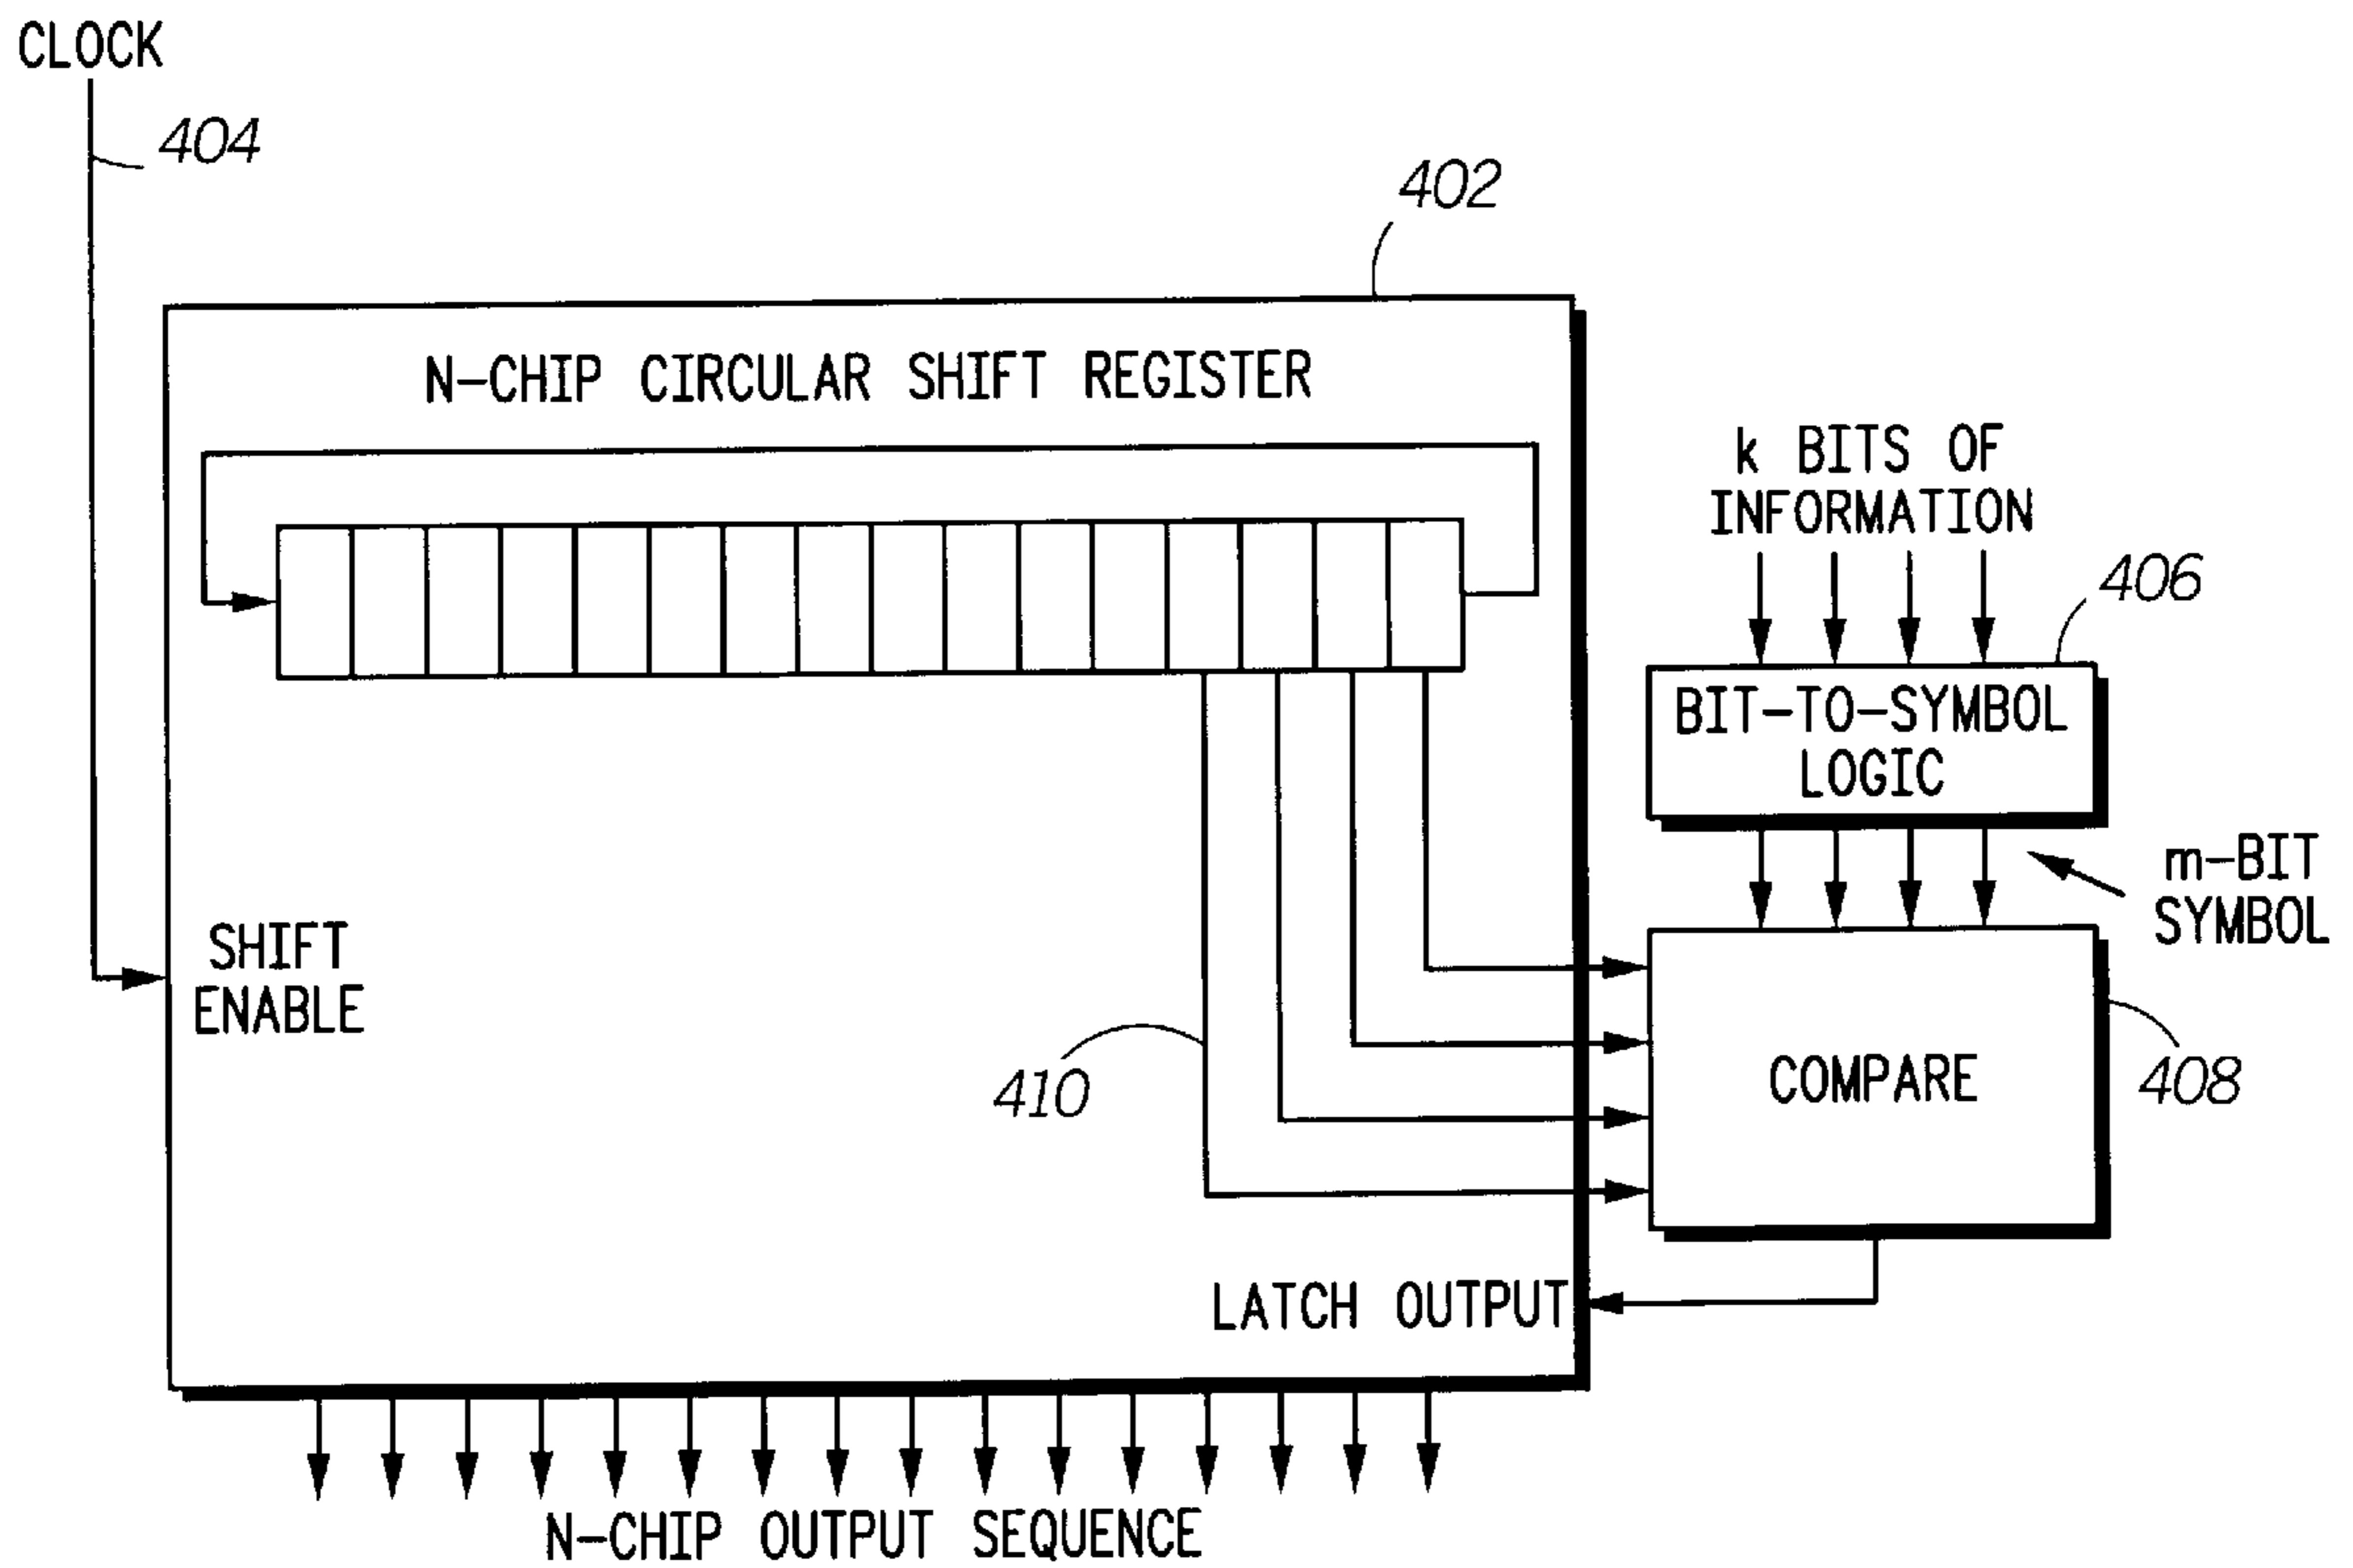 CLOCK
404
402
N-CHIP CIRCULAR SHIFT REGISTER
k BITS OF
INFORMATION
406
BIT-TO-SYMBOL
LOGIC
m-BIT
SYMBOL
SHIFT
ENABLE
410
COMPARE
408
LATCH OUTPUT
N-CHIP OUTPUT SEQUENCE